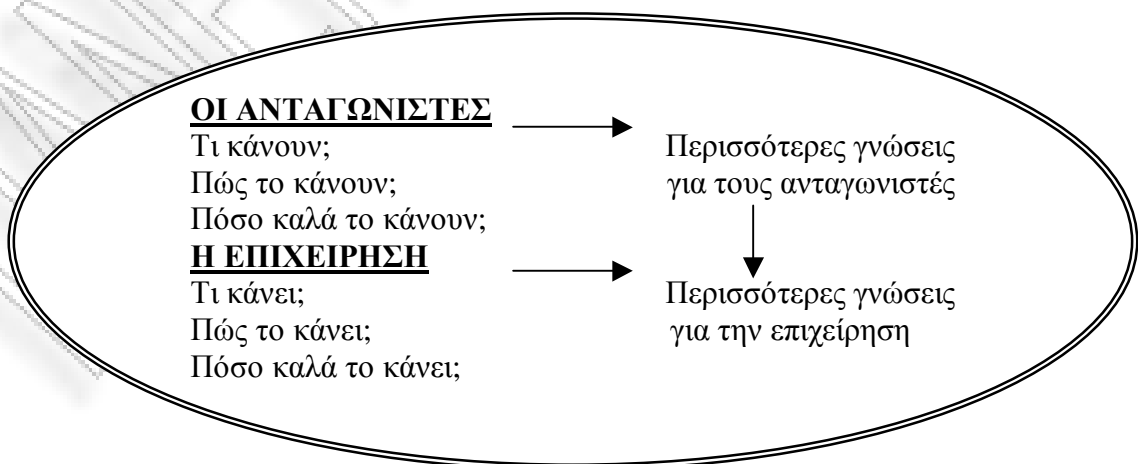 ΟΙ ΑΝΤΑΓΩΝΙΣΤΕΣ
Τι κάνουν;
Πώς το κάνουν;
Πόσο καλά το κάνουν;
Η ΕΠΙΧΕΙΡΗΣΗ
Τι κάνει;
Πώς το κάνει;
Πόσο καλά το κάνει;
Περισσότερες γνώσεις
για τους ανταγωνιστές
Περισσότερες γνώσεις
για την επιχείρηση